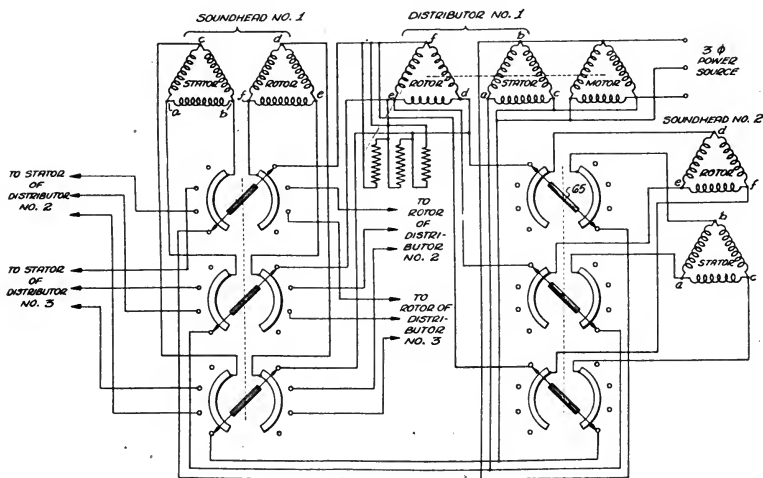 SOUNDHEAD NO. 1
DISTRIBUTOR NO. 1
c
d
f
b
STATOR
ROTOR
ROTOR
STATOR
MOTOR
3 Φ
POWER
SOURCE
a
b
f
e
e
d
a
c
SOUNDHEAD NO. 2
d
ROTOR
e
f
b
STATOR
a
c
65
TO STATOR
OF
DISTRIBUTOR
NO. 2
TO STATOR
OF
DISTRIBUTOR
NO. 3
TO
ROTOR OF
DISTRI-
BUTOR
NO. 2
TO
ROTOR OF
DISTRI-
BUTOR
NO. 3